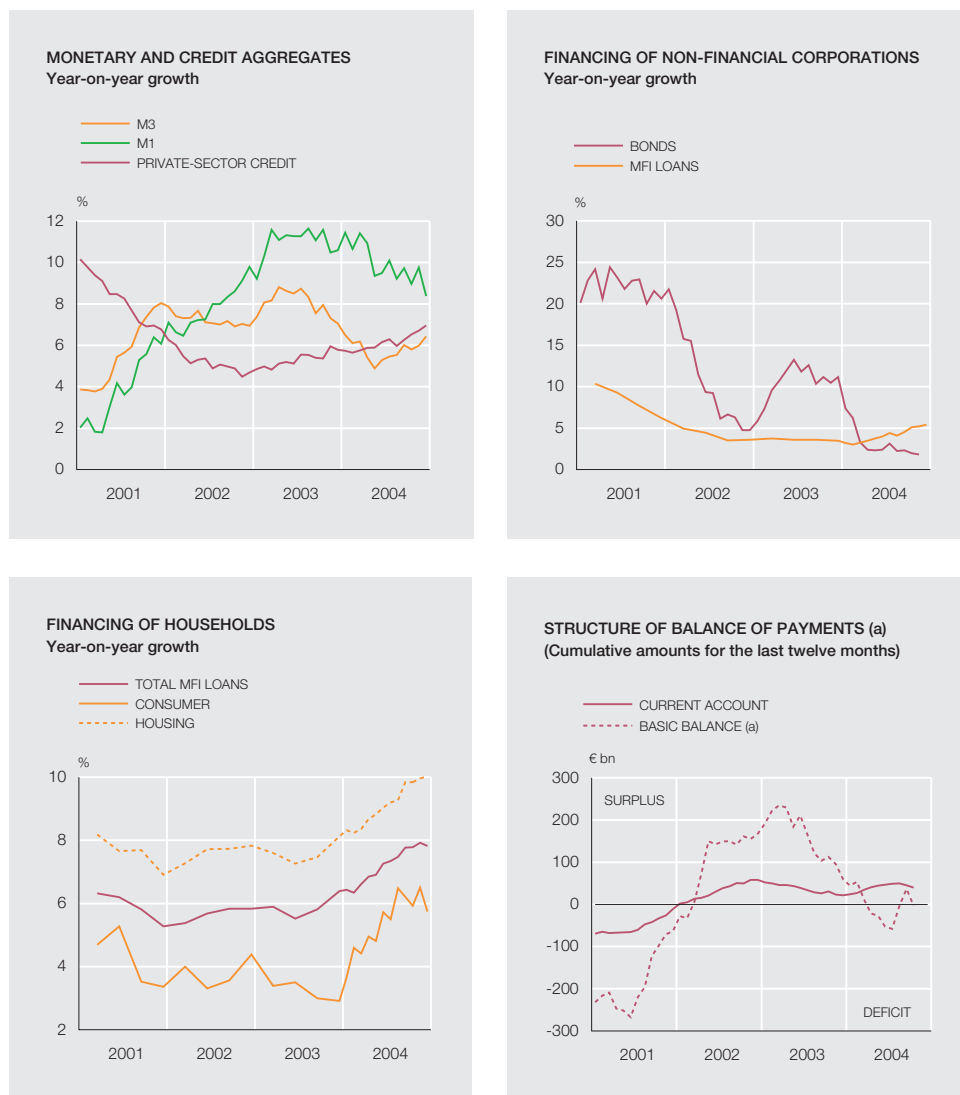 MONETARY AND CREDIT AGGREGATES
Year-on-year growth
M3
M1
PRIVATE-SECTOR CREDIT
%
12
10
8
6
4
2
0
2001 2002 2003 2004
FINANCING OF NON-FINANCIAL CORPORATIONS
Year-on-year growth
BONDS
MFI LOANS
%
30
25
20
15
10
5
0
2001 2002 2003 2004
FINANCING OF HOUSEHOLDS
Year-on-year growth
TOTAL MFI LOANS
CONSUMER
HOUSING
%
10
8
6
4
2
2001 2002 2003 2004
STRUCTURE OF BALANCE OF PAYMENTS (a)
(Cumulative amounts for the last twelve months)
CURRENT ACCOUNT
BASIC BALANCE (a)
€ bn
300
SURPLUS
200
100
0
-100
-200
DEFICIT
-300
2001 2002 2003 2004